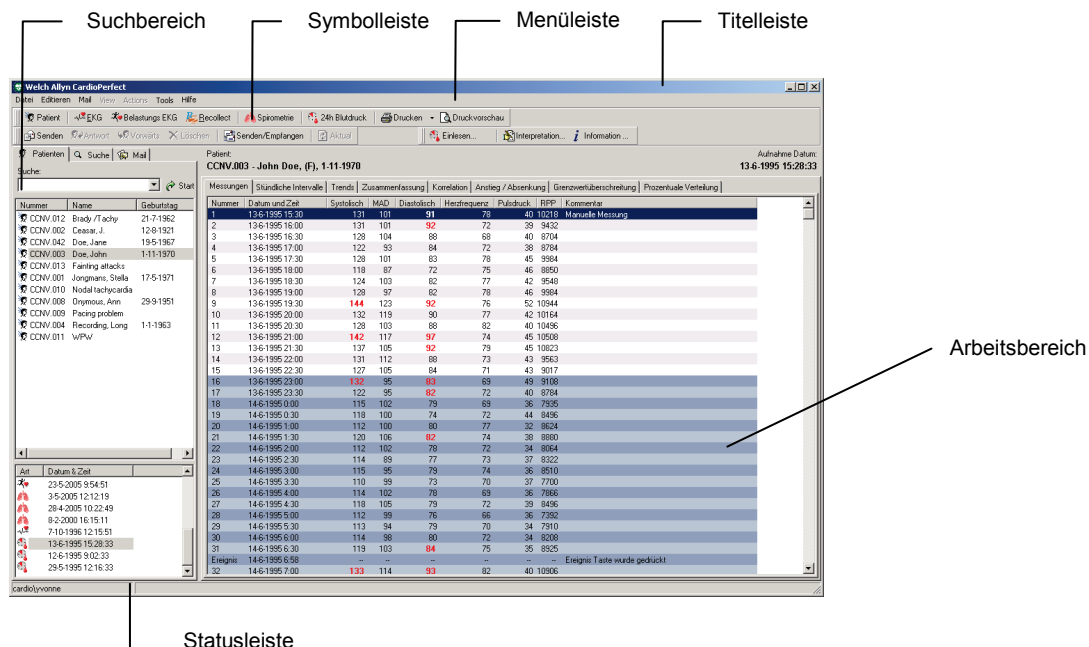 Suchbereich Symbolleiste Menüleiste Titelleiste
Welch Allyn CardioPerfect
Datei Editieren Mail View Actions Tools Hilfe
Patient EKG Belastungs EKG Recollect Spirometrie 24h Blutdruck Drucken Druckvorschau
Senden Antwort Vorwärts Löschen Senden/Empfangen Aktual Einlesen... Interpretation... Information ...
Patienten Suche Mail
Suche:
Start
Nummer Name Geburtstag
CCNV.012 Brady /Tachy 21-7-1962
CCNV.002 Ceasar, J. 12-8-1921
CCNV.042 Doe, Jane 19-5-1967
CCNV.003 Doe, John 1-11-1970
CCNV.013 Fainting attacks
CCNV.001 Jongmans, Stella 17-5-1971
CCNV.010 Nodal tachycardia
CCNV.008 Onymous, Ann 29-9-1951
CCNV.009 Pacing problem
CCNV.004 Recording, Long 1-1-1963
CCNV.011 WPW
Art Datum & Zeit
23-5-2005 9:54:51
3-5-2005 12:12:19
28-4-2005 10:22:49
8-2-2000 16:15:11
7-10-1996 12:15:51
13-6-1995 15:28:33
12-6-1995 9:02:33
29-5-1995 12:16:33
Patient: Aufnahme Datum:
CCNV.003 - John Doe, (F), 1-11-1970 13-6-1995 15:28:33
Messungen Stündliche Intervalle Trends Zusammenfassung Korrelation Anstieg / Absenkung Grenzwertüberschreitung Prozentuale Verteilung
Nummer Datum und Zeit Systolisch MAD Diastolisch Herzfrequenz Pulsdruck RPP Kommentar
1 13-6-1995 15:30 131 101 91 78 40 10218 Manuelle Messung
2 13-6-1995 16:00 131 101 92 72 39 9432
3 13-6-1995 16:30 128 104 88 68 40 8704
4 13-6-1995 17:00 122 93 84 72 38 8784
5 13-6-1995 17:30 128 101 83 78 45 9984
6 13-6-1995 18:00 118 87 72 75 46 8850
7 13-6-1995 18:30 124 103 82 77 42 9548
8 13-6-1995 19:00 128 97 82 78 46 9984
9 13-6-1995 19:30 144 123 92 76 52 10944
10 13-6-1995 20:00 132 119 90 77 42 10164
11 13-6-1995 20:30 128 103 88 82 40 10496
12 13-6-1995 21:00 142 117 97 74 45 10508
13 13-6-1995 21:30 137 105 92 79 45 10823
14 13-6-1995 22:00 131 112 88 73 43 9563
15 13-6-1995 22:30 127 105 84 71 43 9017
16 13-6-1995 23:00 132 95 83 69 49 9108
17 13-6-1995 23:30 122 95 82 72 40 8784
18 14-6-1995 0:00 115 102 79 69 36 7935
19 14-6-1995 0:30 118 100 74 72 44 8496
20 14-6-1995 1:00 112 100 80 77 32 8624
21 14-6-1995 1:30 120 106 82 74 38 8880
22 14-6-1995 2:00 112 102 78 72 34 8064
23 14-6-1995 2:30 114 89 77 73 37 8322
24 14-6-1995 3:00 115 95 79 74 36 8510
25 14-6-1995 3:30 110 99 73 70 37 7700
26 14-6-1995 4:00 114 102 78 69 36 7866
27 14-6-1995 4:30 118 105 79 72 39 8496
28 14-6-1995 5:00 112 99 76 66 36 7392
29 14-6-1995 5:30 113 94 79 70 34 7910
30 14-6-1995 6:00 114 98 80 72 34 8208
31 14-6-1995 6:30 119 103 84 75 35 8925
Ereignis 14-6-1995 6:58 -- -- -- -- -- -- Ereignis Taste wurde gedrückt
32 14-6-1995 7:00 133 114 93 82 40 10906
Arbeitsbereich
cardio\yvonne
Statusleiste